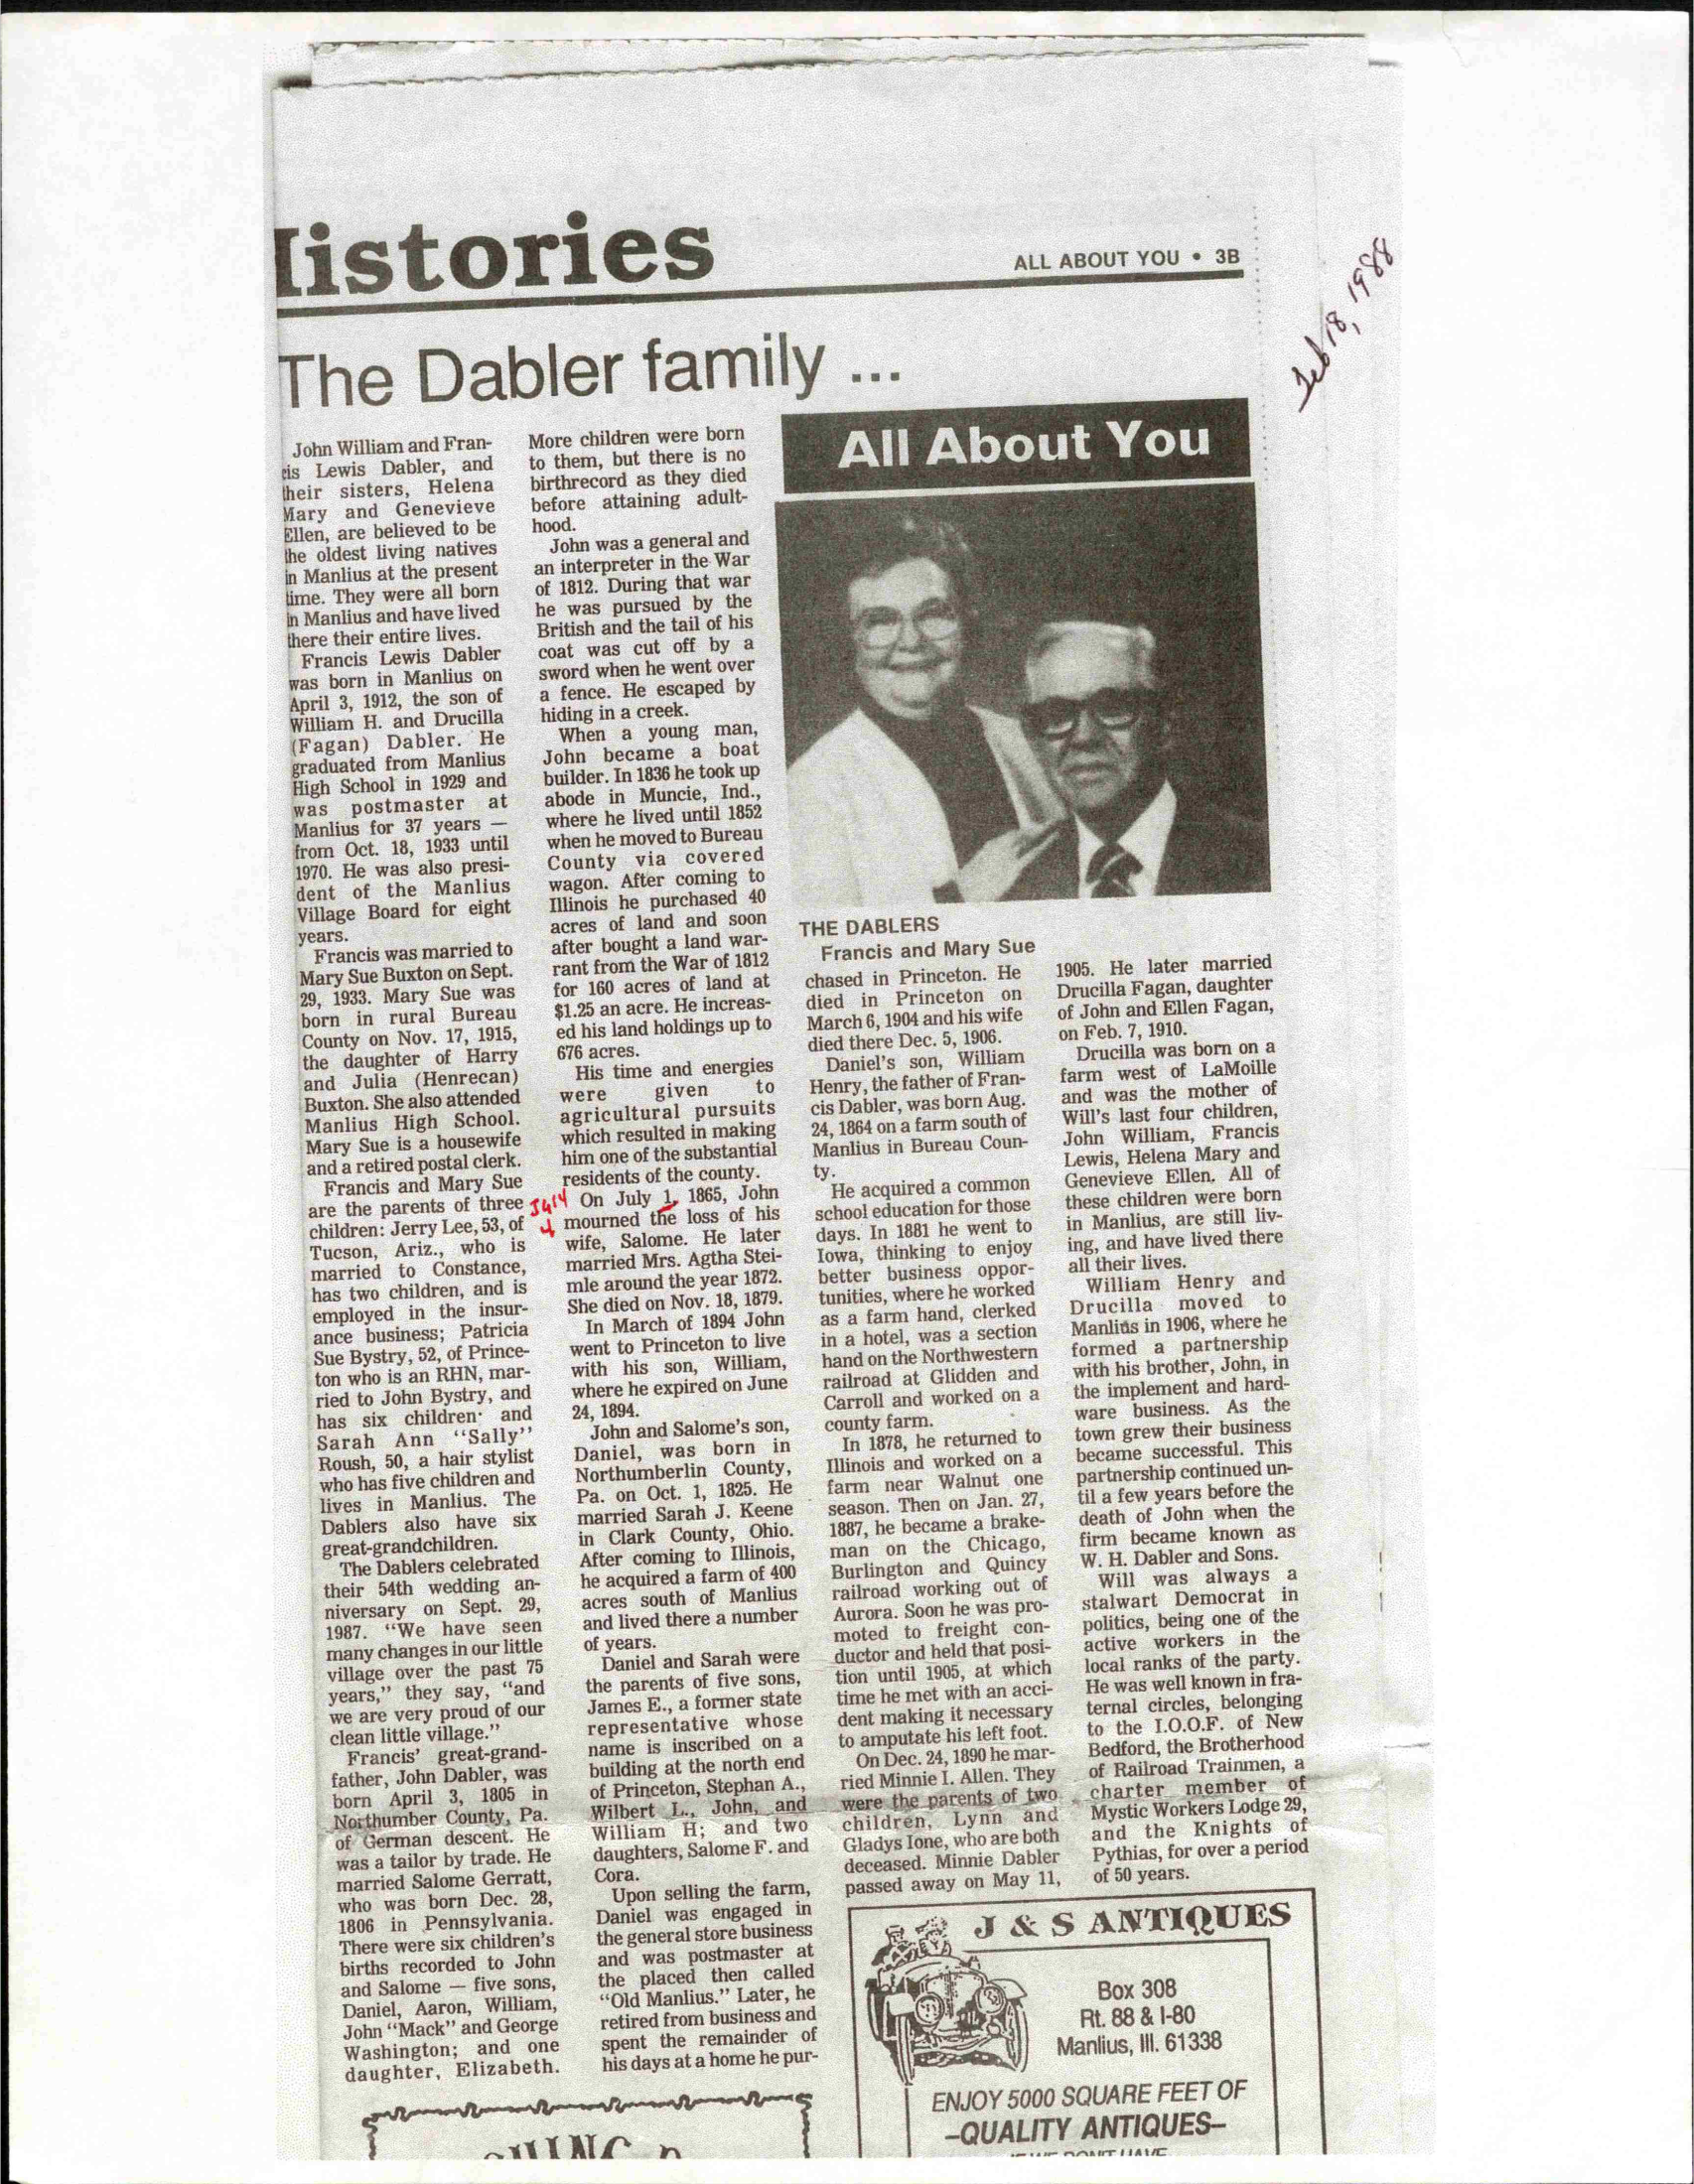 Histories
ALL ABOUT YOU • 3B
Feb 18, 1988
The Dabler family ...
John William and Fran-
cis Lewis Dabler, and
their sisters, Helena
Mary and Genevieve
Ellen, are believed to be
the oldest living natives
in Manlius at the present
time. They were all born
in Manlius and have lived
there their entire lives.
Francis Lewis Dabler
was born in Manlius on
April 3, 1912, the son of
William H. and Drucilla
(Fagan) Dabler. He
graduated from Manlius
High School in 1929 and
was postmaster at
Manlius for 37 years —
from Oct. 18, 1933 until
1970. He was also presi-
dent of the Manlius
Village Board for eight
years.
Francis was married to
Mary Sue Buxton on Sept.
29, 1933. Mary Sue was
born in rural Bureau
County on Nov. 17, 1915,
the daughter of Harry
and Julia (Henrecan)
Buxton. She also attended
Manlius High School.
Mary Sue is a housewife
and a retired postal clerk.
Francis and Mary Sue
are the parents of three
children: Jerry Lee, 53, of
Tucson, Ariz., who is
married to Constance,
has two children, and is
employed in the insur-
ance business; Patricia
Sue Bystry, 52, of Prince-
ton who is an RHN, mar-
ried to John Bystry, and
has six children· and
Sarah Ann "Sally"
Roush, 50, a hair stylist
who has five children and
lives in Manlius. The
Dablers also have six
great-grandchildren.
The Dablers celebrated
their 54th wedding an-
niversary on Sept. 29,
1987. "We have seen
many changes in our little
village over the past 75
years," they say, "and
we are very proud of our
clean little village."
Francis' great-grand-
father, John Dabler, was
born April 3, 1805 in
Northumber County, Pa.
of German descent. He
was a tailor by trade. He
married Salome Gerratt,
who was born Dec. 28,
1806 in Pennsylvania.
There were six children's
births recorded to John
and Salome — five sons,
Daniel, Aaron, William,
John "Mack" and George
Washington; and one
daughter, Elizabeth.
More children were born
to them, but there is no
birthrecord as they died
before attaining adult-
hood.
John was a general and
an interpreter in the War
of 1812. During that war
he was pursued by the
British and the tail of his
coat was cut off by a
sword when he went over
a fence. He escaped by
hiding in a creek.
When a young man,
John became a boat
builder. In 1836 he took up
abode in Muncie, Ind.,
where he lived until 1852
when he moved to Bureau
County via covered
wagon. After coming to
Illinois he purchased 40
acres of land and soon
after bought a land war-
rant from the War of 1812
for 160 acres of land at
$1.25 an acre. He increas-
ed his land holdings up to
676 acres.
His time and energies
were given to
agricultural pursuits
which resulted in making
him one of the substantial
residents of the county.
On July 1, 1865, John
mourned the loss of his
wife, Salome. He later
married Mrs. Agtha Stei-
mle around the year 1872.
She died on Nov. 18, 1879.
In March of 1894 John
went to Princeton to live
with his son, William,
where he expired on June
24, 1894.
John and Salome's son,
Daniel, was born in
Northumberlin County,
Pa. on Oct. 1, 1825. He
married Sarah J. Keene
in Clark County, Ohio.
After coming to Illinois,
he acquired a farm of 400
acres south of Manlius
and lived there a number
of years.
Daniel and Sarah were
the parents of five sons,
James E., a former state
representative whose
name is inscribed on a
building at the north end
of Princeton, Stephan A.,
Wilbert L., John, and
William H; and two
daughters, Salome F. and
Cora.
Upon selling the farm,
Daniel was engaged in
the general store business
and was postmaster at
the placed then called
"Old Manlius." Later, he
retired from business and
spent the remainder of
his days at a home he pur-
All About You
THE DABLERS
Francis and Mary Sue
chased in Princeton. He
died in Princeton on
March 6, 1904 and his wife
died there Dec. 5, 1906.
Daniel's son, William
Henry, the father of Fran-
cis Dabler, was born Aug.
24, 1864 on a farm south of
Manlius in Bureau Coun-
ty.
He acquired a common
school education for those
days. In 1881 he went to
Iowa, thinking to enjoy
better business oppor-
tunities, where he worked
as a farm hand, clerked
in a hotel, was a section
hand on the Northwestern
railroad at Glidden and
Carroll and worked on a
county farm.
In 1878, he returned to
Illinois and worked on a
farm near Walnut one
season. Then on Jan. 27,
1887, he became a brake-
man on the Chicago,
Burlington and Quincy
railroad working out of
Aurora. Soon he was pro-
moted to freight con-
ductor and held that posi-
tion until 1905, at which
time he met with an acci-
dent making it necessary
to amputate his left foot.
On Dec. 24, 1890 he mar-
ried Minnie I. Allen. They
were the parents of two
children, Lynn and
Gladys Ione, who are both
deceased. Minnie Dabler
passed away on May 11,
1905. He later married
Drucilla Fagan, daughter
of John and Ellen Fagan,
on Feb. 7, 1910.
Drucilla was born on a
farm west of LaMoille
and was the mother of
Will's last four children,
John William, Francis
Lewis, Helena Mary and
Genevieve Ellen. All of
these children were born
in Manlius, are still liv-
ing, and have lived there
all their lives.
William Henry and
Drucilla moved to
Manlius in 1906, where he
formed a partnership
with his brother, John, in
the implement and hard-
ware business. As the
town grew their business
became successful. This
partnership continued un-
til a few years before the
death of John when the
firm became known as
W. H. Dabler and Sons.
Will was always a
stalwart Democrat in
politics, being one of the
active workers in the
local ranks of the party.
He was well known in fra-
ternal circles, belonging
to the I.O.O.F. of New
Bedford, the Brotherhood
of Railroad Trainmen, a
charter member of
Mystic Workers Lodge 29,
and the Knights of
Pythias, for over a period
of 50 years.
J & S ANTIQUES
Box 308
Rt. 88 & I-80
Manlius, Ill. 61338
ENJOY 5000 SQUARE FEET OF
–QUALITY ANTIQUES–